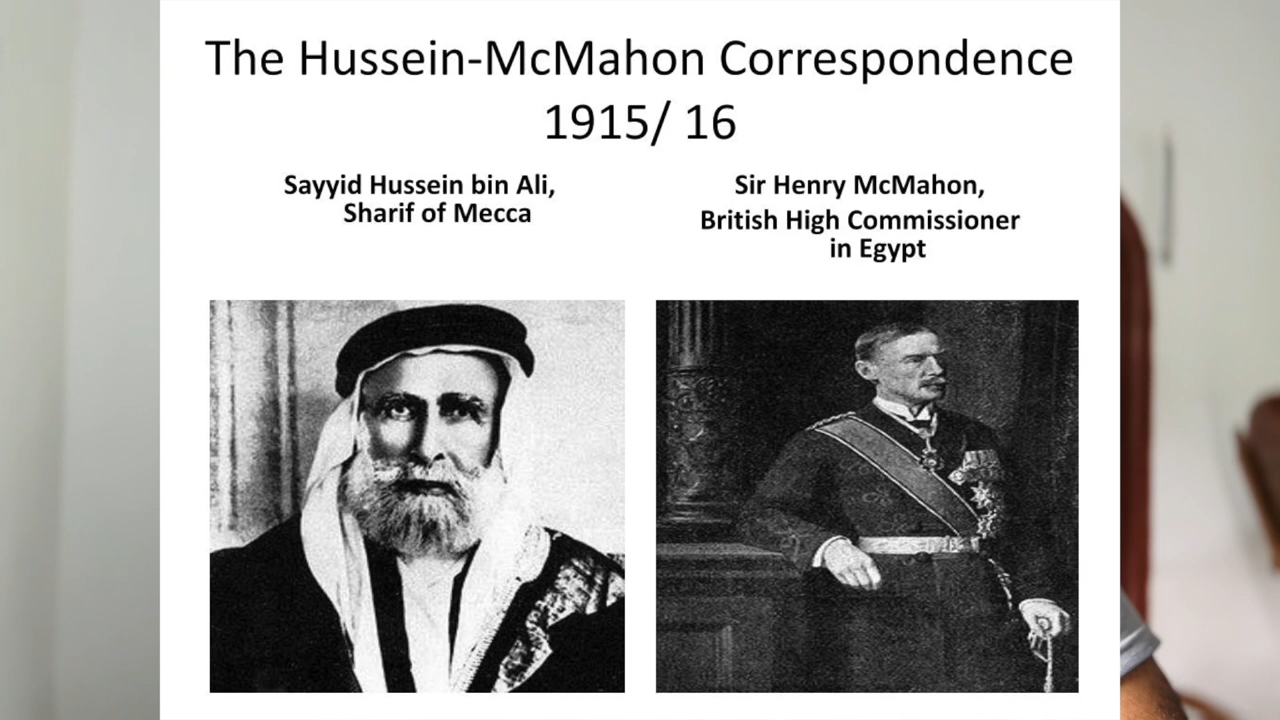 The Hussein-McMahon Correspondence
1915/ 16
Sayyid Hussein bin Ali,
Sharif of Mecca
Sir Henry McMahon,
British High Commissioner
in Egypt